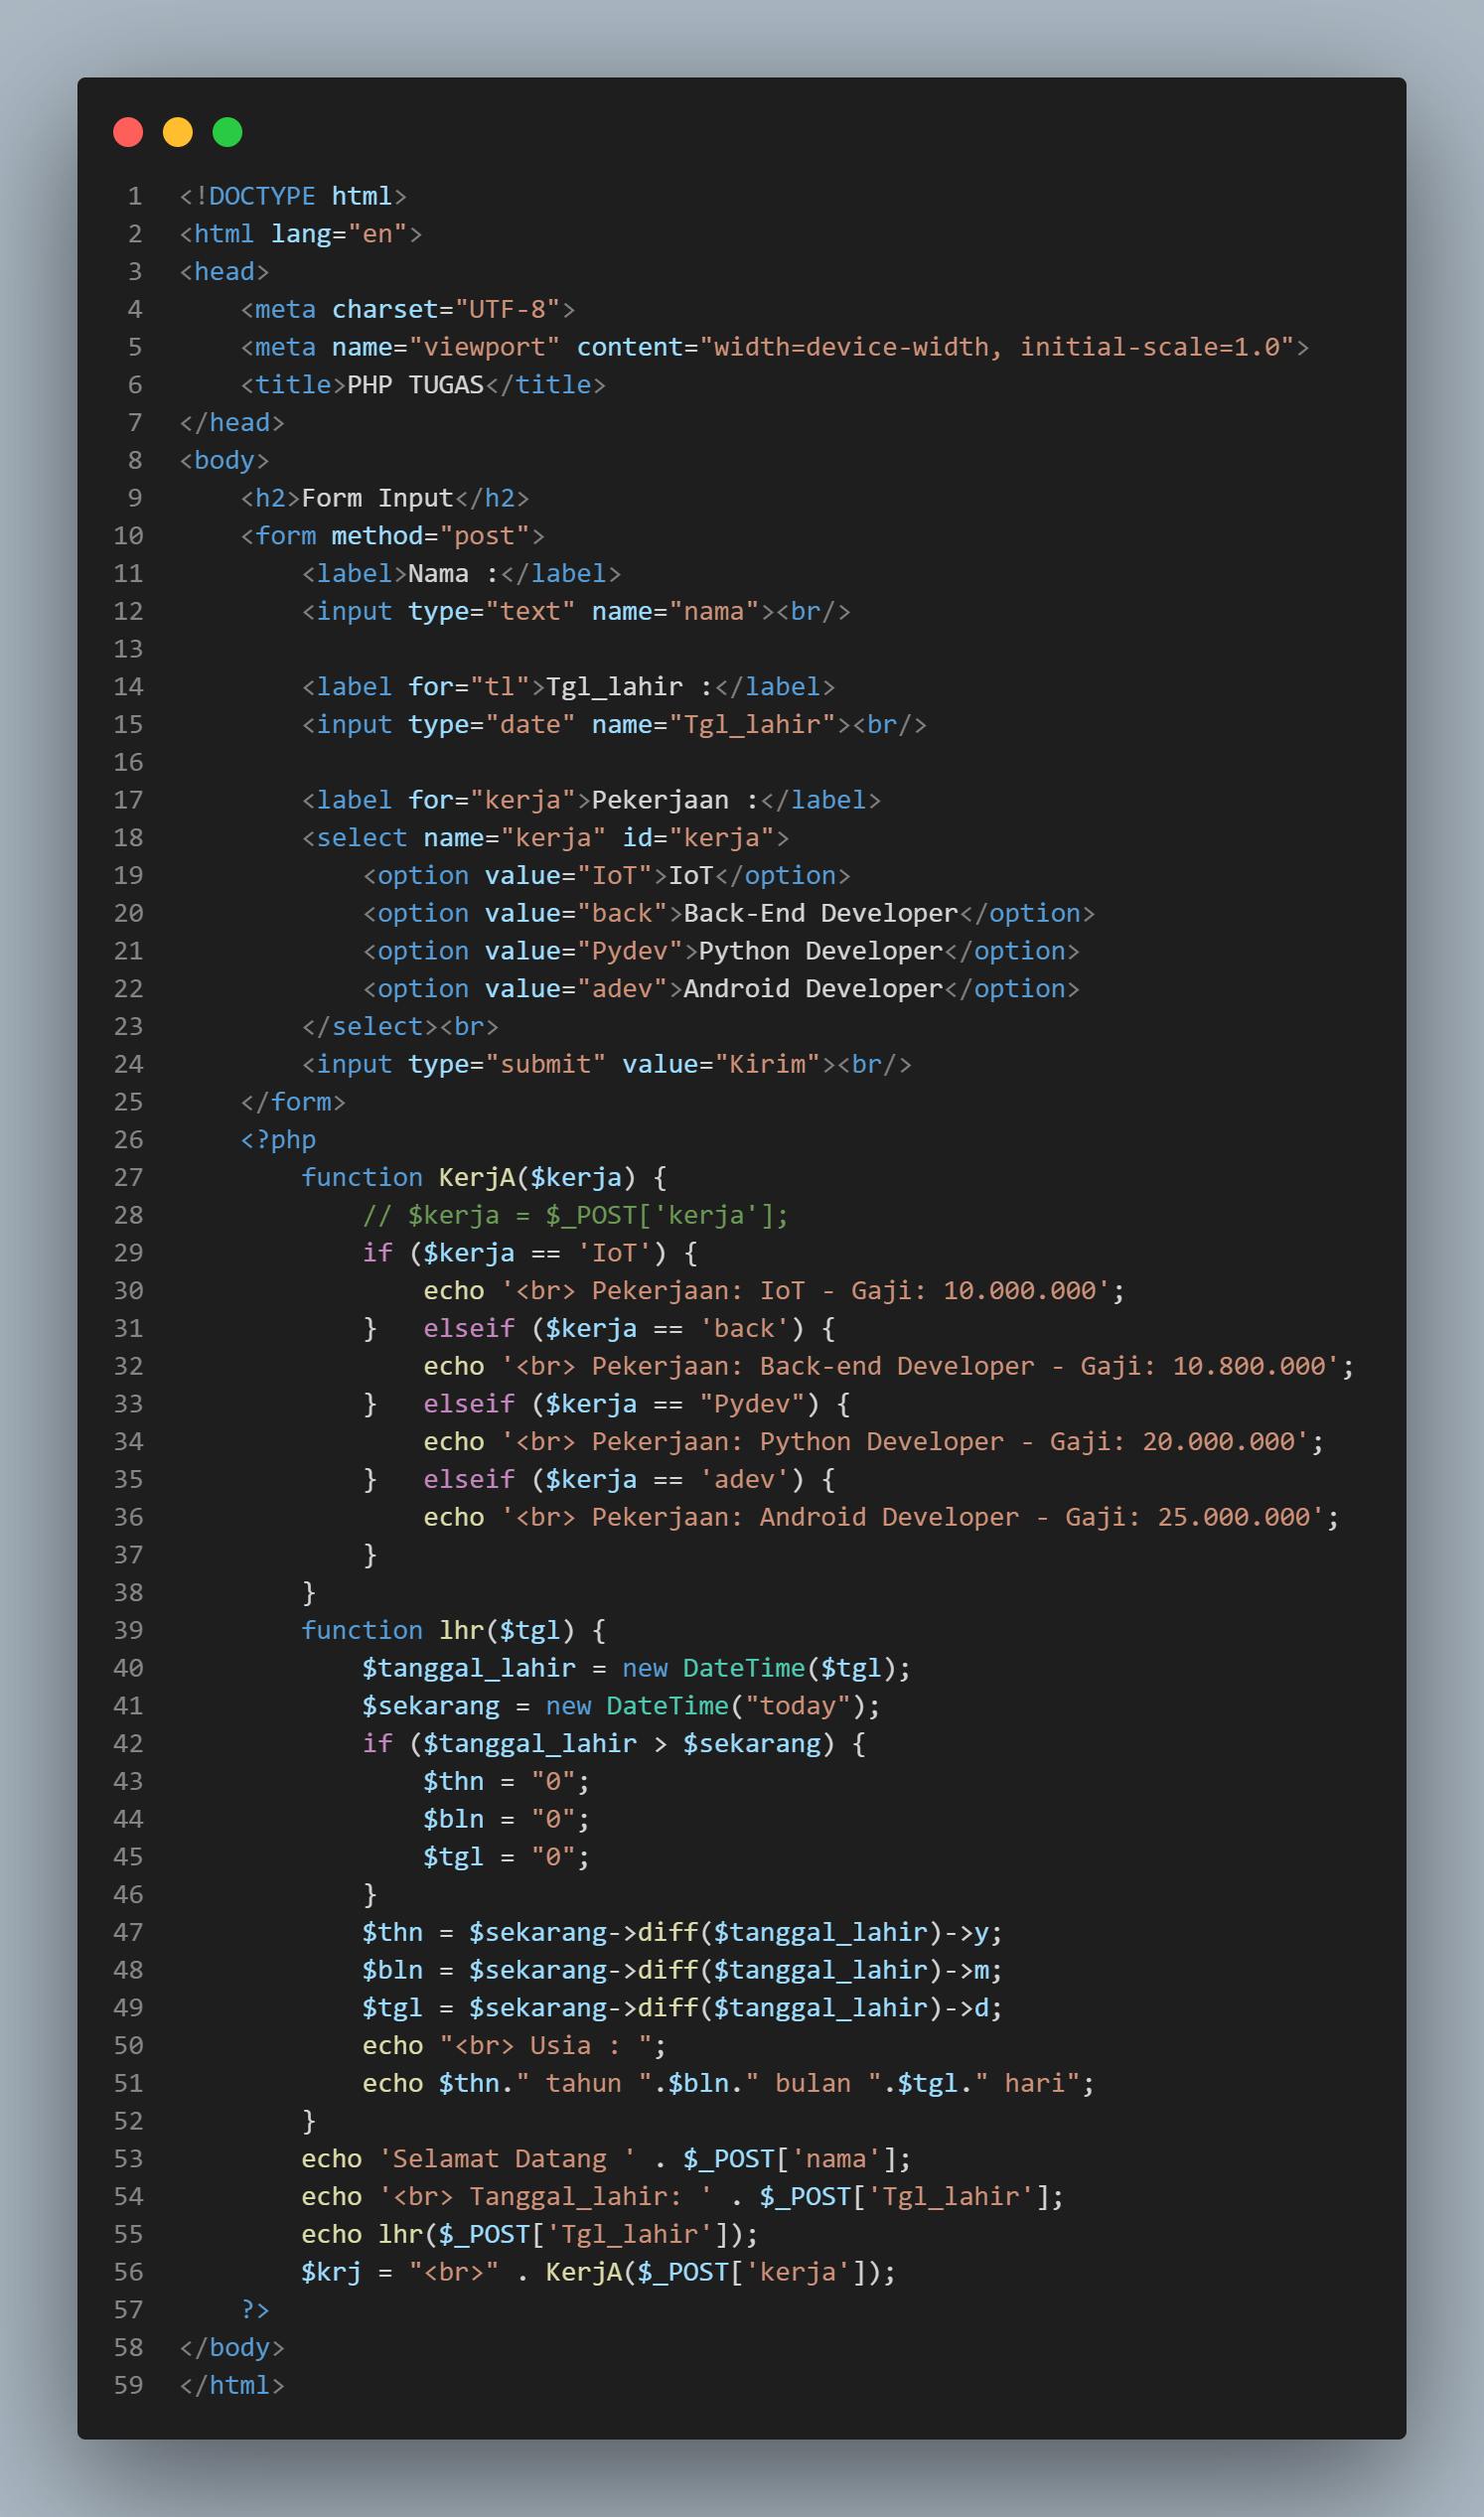 1 <!DOCTYPE html>
2 <html lang="en">
3 <head>
4     <meta charset="UTF-8">
5     <meta name="viewport" content="width=device-width, initial-scale=1.0">
6     <title>PHP TUGAS</title>
7 </head>
8 <body>
9     <h2>Form Input</h2>
10     <form method="post">
11         <label>Nama :</label>
12         <input type="text" name="nama"><br/>
13
14         <label for="tl">Tgl_lahir :</label>
15         <input type="date" name="Tgl_lahir"><br/>
16
17         <label for="kerja">Pekerjaan :</label>
18         <select name="kerja" id="kerja">
19             <option value="IoT">IoT</option>
20             <option value="back">Back-End Developer</option>
21             <option value="Pydev">Python Developer</option>
22             <option value="adev">Android Developer</option>
23         </select><br>
24         <input type="submit" value="Kirim"><br/>
25     </form>
26     <?php
27         function KerjA($kerja) {
28             // $kerja = $_POST['kerja'];
29             if ($kerja == 'IoT') {
30                 echo '<br> Pekerjaan: IoT - Gaji: 10.000.000';
31             }   elseif ($kerja == 'back') {
32                 echo '<br> Pekerjaan: Back-end Developer - Gaji: 10.800.000';
33             }   elseif ($kerja == "Pydev") {
34                 echo '<br> Pekerjaan: Python Developer - Gaji: 20.000.000';
35             }   elseif ($kerja == 'adev') {
36                 echo '<br> Pekerjaan: Android Developer - Gaji: 25.000.000';
37             }
38         }
39         function lhr($tgl) {
40             $tanggal_lahir = new DateTime($tgl);
41             $sekarang = new DateTime("today");
42             if ($tanggal_lahir > $sekarang) {
43                 $thn = "0";
44                 $bln = "0";
45                 $tgl = "0";
46             }
47             $thn = $sekarang->diff($tanggal_lahir)->y;
48             $bln = $sekarang->diff($tanggal_lahir)->m;
49             $tgl = $sekarang->diff($tanggal_lahir)->d;
50             echo "<br> Usia : ";
51             echo $thn." tahun ".$bln." bulan ".$tgl." hari";
52         }
53         echo 'Selamat Datang ' . $_POST['nama'];
54         echo '<br> Tanggal_lahir: ' . $_POST['Tgl_lahir'];
55         echo lhr($_POST['Tgl_lahir']);
56         $krj = "<br>" . KerjA($_POST['kerja']);
57     ?>
58 </body>
59 </html>